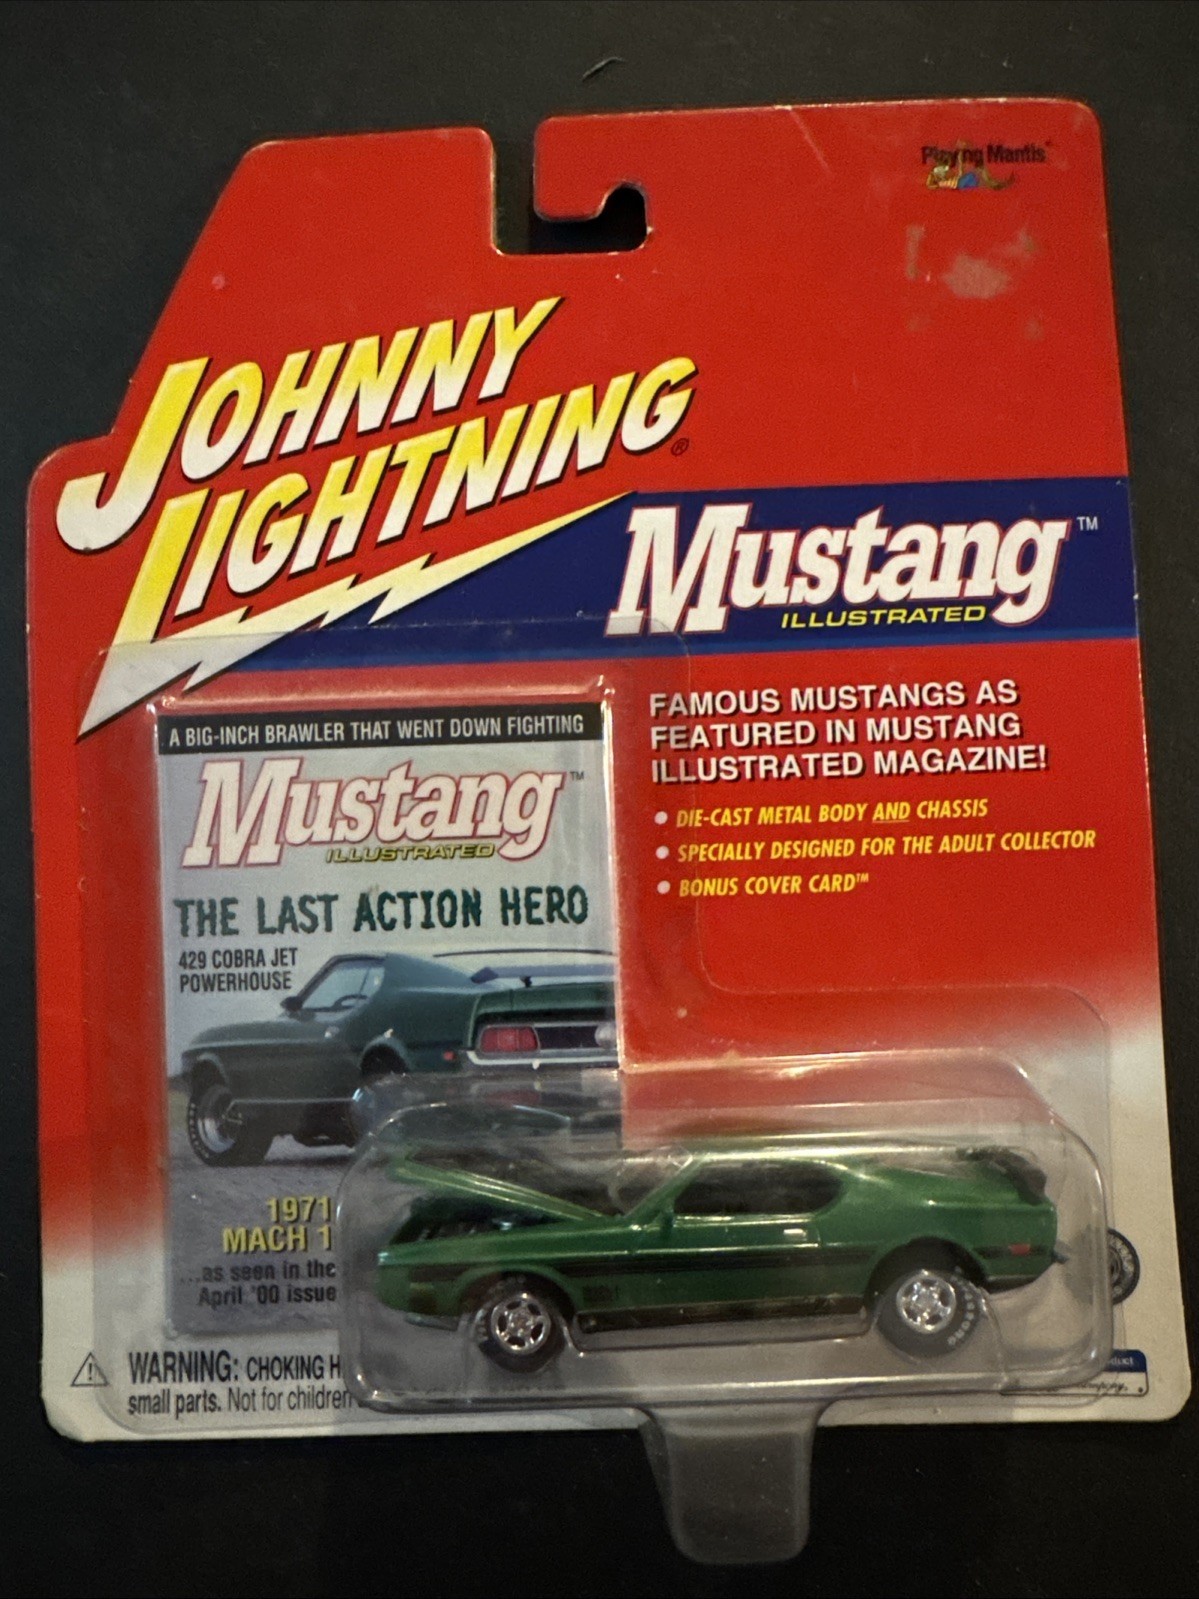 Playing Mantis
JOHNNY
LIGHTNING®
Mustang™
ILLUSTRATED
FAMOUS MUSTANGS AS
FEATURED IN MUSTANG
ILLUSTRATED MAGAZINE!
• DIE-CAST METAL BODY AND CHASSIS
• SPECIALLY DESIGNED FOR THE ADULT COLLECTOR
• BONUS COVER CARD™
A BIG-INCH BRAWLER THAT WENT DOWN FIGHTING
Mustang™
ILLUSTRATED
THE LAST ACTION HERO
429 COBRA JET
POWERHOUSE
1971
MACH 1
...as seen in the
April '00 issue
WARNING: CHOKING H
small parts. Not for children